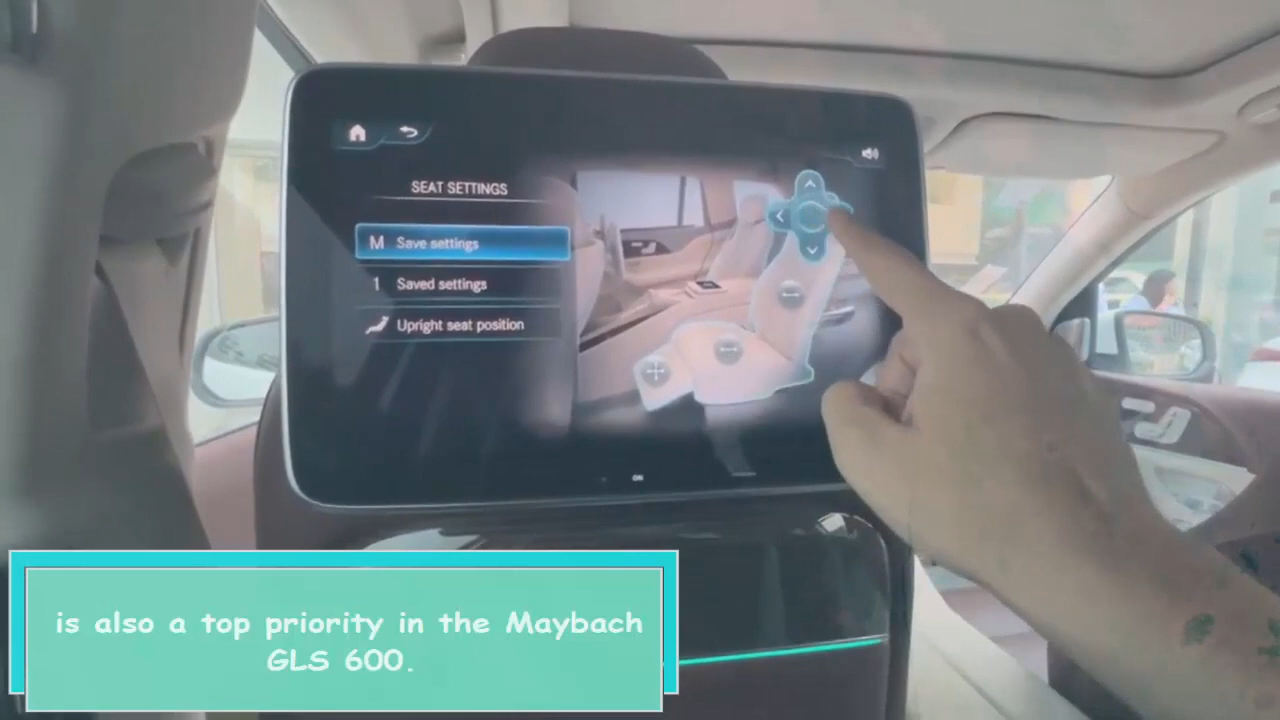 SEAT SETTINGS
M Save settings
1 Saved settings
Upright seat position
ON
is also a top priority in the Maybach
GLS 600.